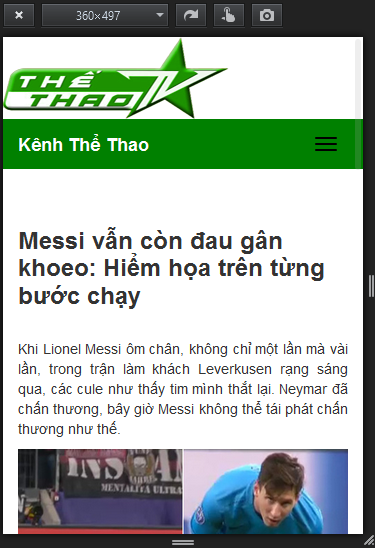 360×497
THỂ
THAO TV
Kênh Thể Thao
Messi vẫn còn đau gân
khoeo: Hiểm họa trên từng
bước chạy
Khi Lionel Messi ôm chân, không chỉ một lần mà vài
lần, trong trận làm khách Leverkusen rạng sáng
qua, các cule như thấy tim mình thắt lại. Neymar đã
chấn thương, bây giờ Messi không thể tái phát chấn
thương như thế.
MENTALITÀ ULTRA